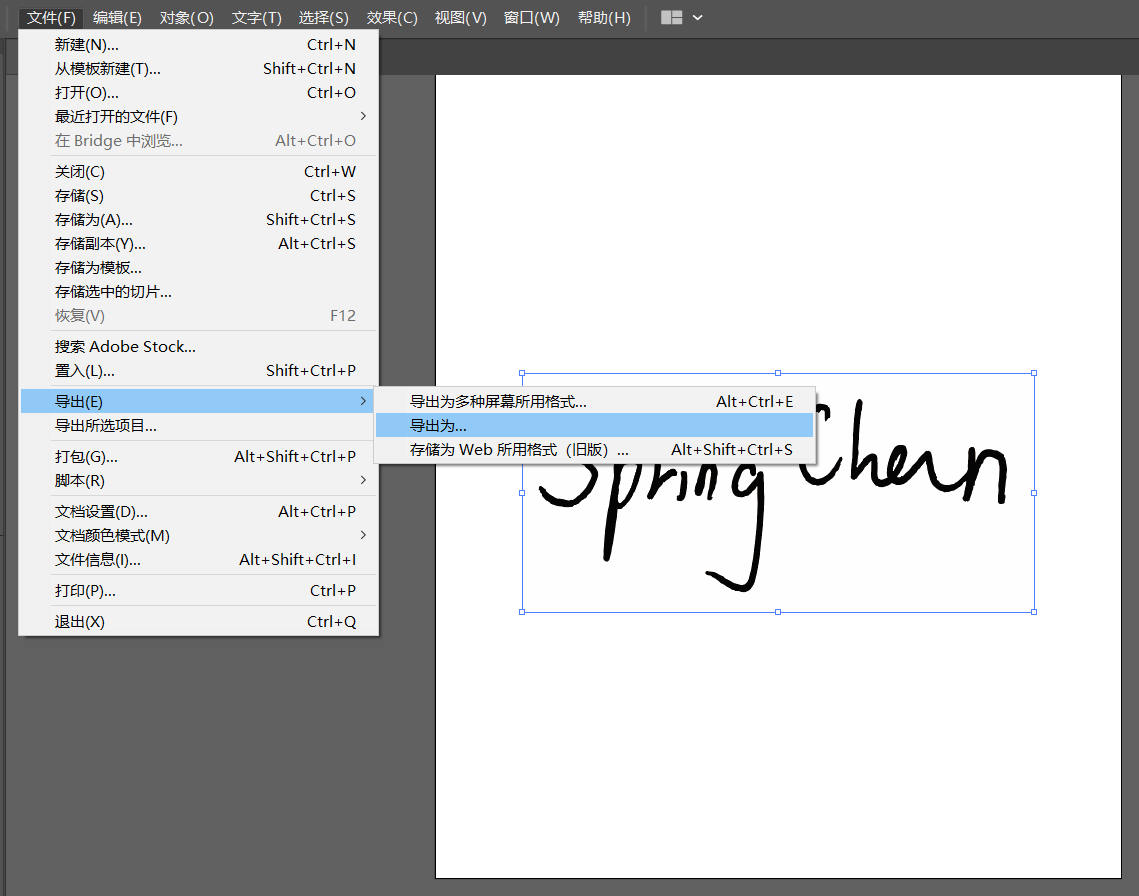 文件(F) 编辑(E) 对象(O) 文字(T) 选择(S) 效果(C) 视图(V) 窗口(W) 帮助(H)
新建(N)... Ctrl+N
从模板新建(T)... Shift+Ctrl+N
打开(O)... Ctrl+O
最近打开的文件(F)
在 Bridge 中浏览... Alt+Ctrl+O
关闭(C) Ctrl+W
存储(S) Ctrl+S
存储为(A)... Shift+Ctrl+S
存储副本(Y)... Alt+Ctrl+S
存储为模板...
存储选中的切片...
恢复(V) F12
搜索 Adobe Stock...
置入(L)... Shift+Ctrl+P
导出(E)
导出所选项目...
打包(G)... Alt+Shift+Ctrl+P
脚本(R)
文档设置(D)... Alt+Ctrl+P
文档颜色模式(M)
文件信息(I)... Alt+Shift+Ctrl+I
打印(P)... Ctrl+P
退出(X) Ctrl+Q
导出为多种屏幕所用格式... Alt+Ctrl+E
导出为...
存储为 Web 所用格式（旧版）... Alt+Shift+Ctrl+S
Spring